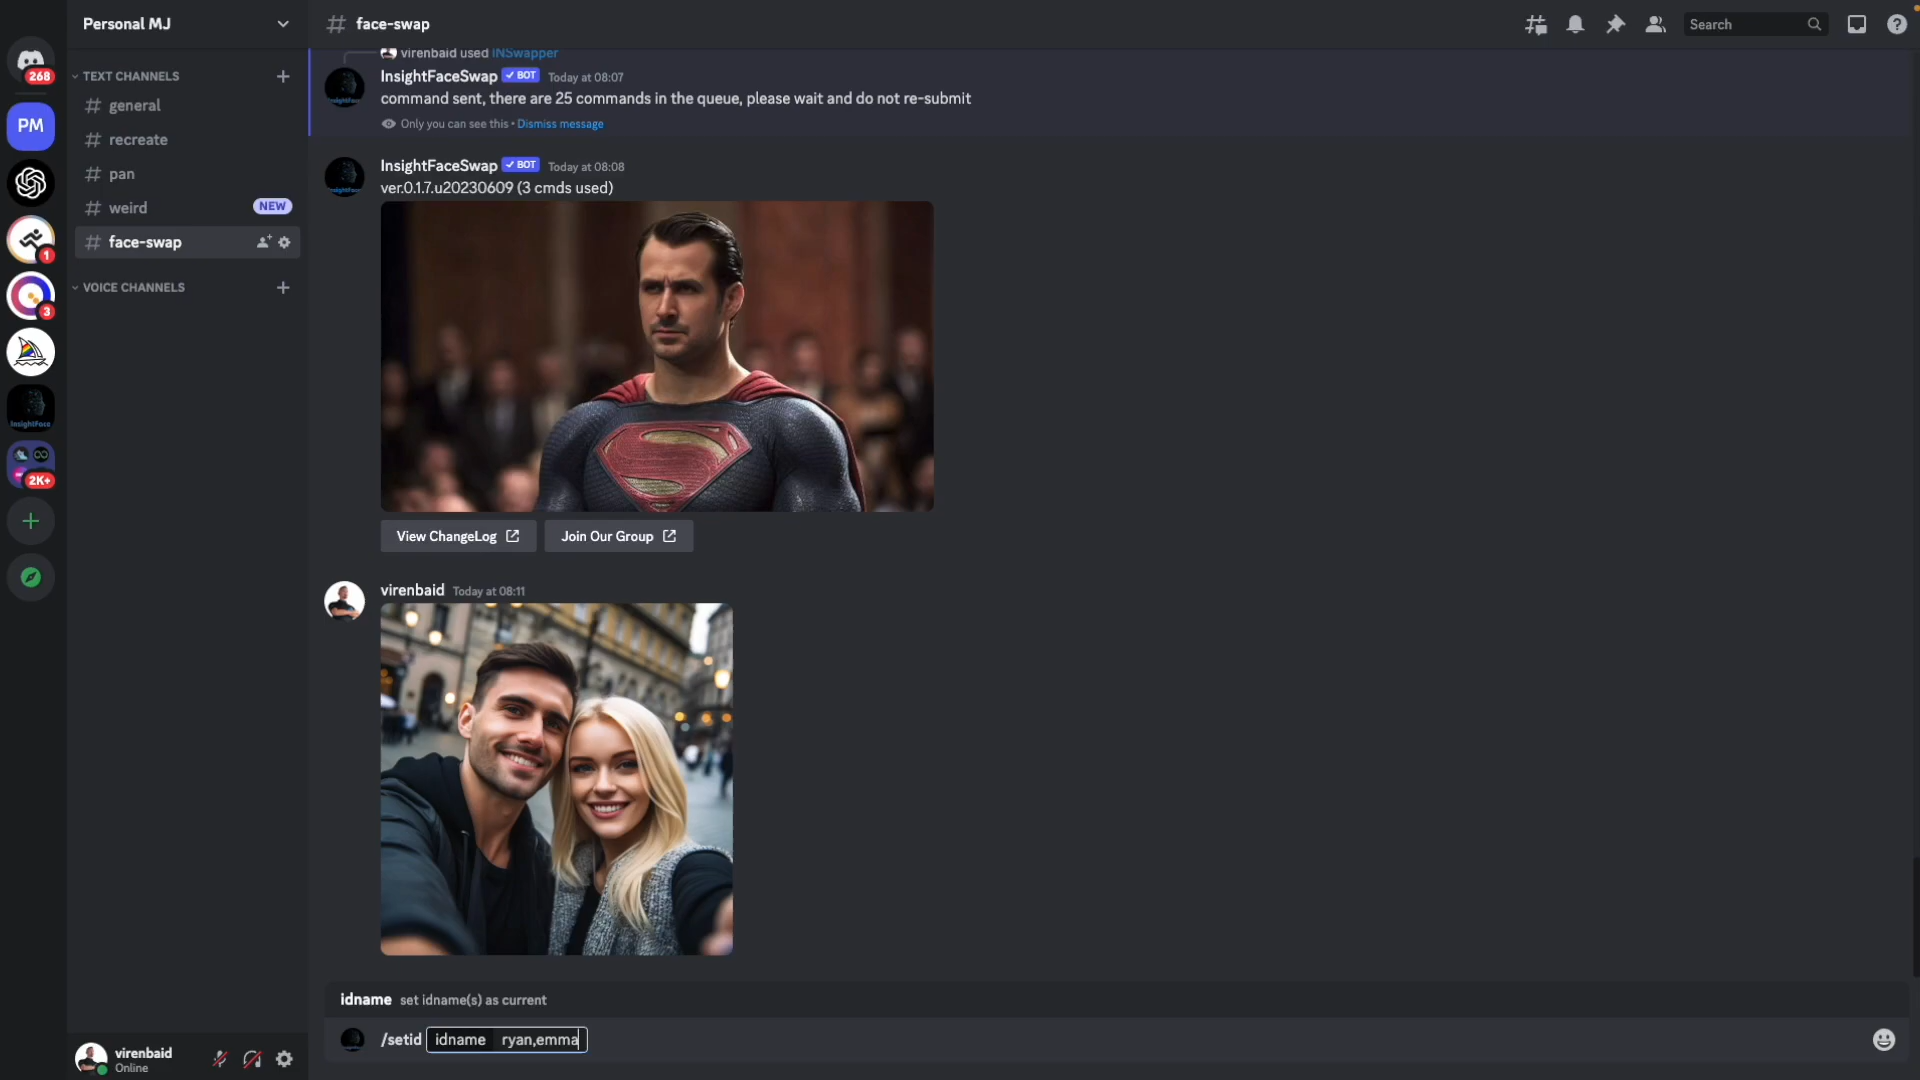 Personal MJ
face-swap
Search
268
PM
1
3
InsightFace
2K+
TEXT CHANNELS
general
recreate
pan
weird
NEW
face-swap
VOICE CHANNELS
virenbaid used INSwapper
InsightFaceSwap ✓ BOT Today at 08:07
command sent, there are 25 commands in the queue, please wait and do not re-submit
Only you can see this • Dismiss message
InsightFaceSwap ✓ BOT Today at 08:08
ver.0.1.7.u20230609 (3 cmds used)
View ChangeLog
Join Our Group
virenbaid Today at 08:11
idname set idname(s) as current
/setid idname ryan,emma
virenbaid
Online